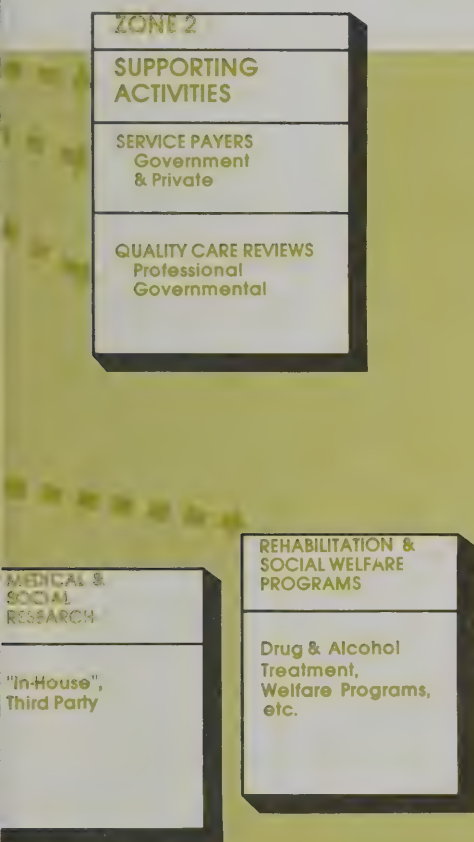 ZONE 2
SUPPORTING
ACTIVITIES
SERVICE PAYERS
Government
& Private
QUALITY CARE REVIEWS
Professional
Governmental
MEDICAL &
SOCIAL
RESEARCH
"In-House",
Third Party
REHABILITATION &
SOCIAL WELFARE
PROGRAMS
Drug & Alcohol
Treatment,
Welfare Programs,
etc.